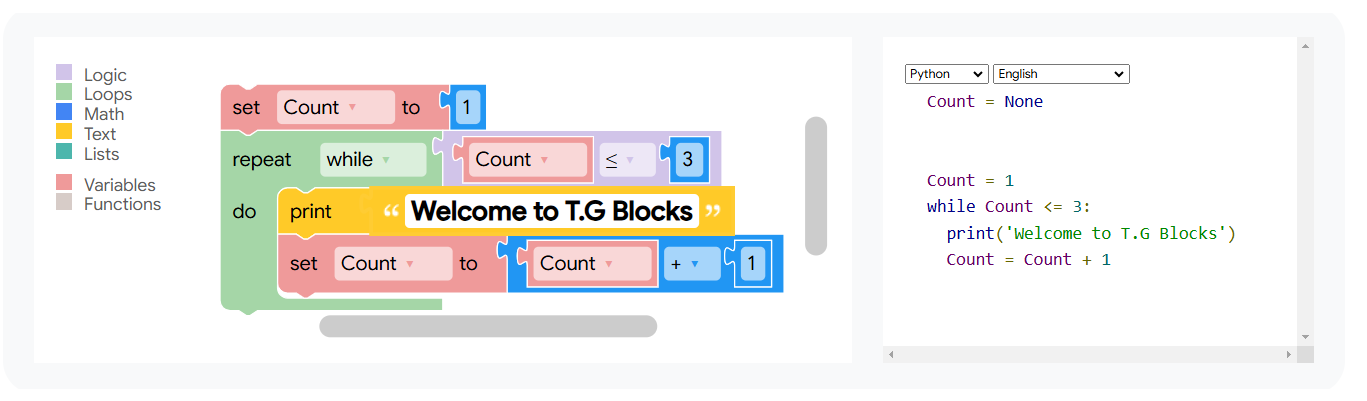 Logic
Loops
Math
Text
Lists
Variables
Functions
set Count to 1
repeat while Count ≤ 3
do print “ Welcome to T.G Blocks ”
set Count to Count + 1
Python English
Count = None
Count = 1
while Count <= 3:
print('Welcome to T.G Blocks')
Count = Count + 1